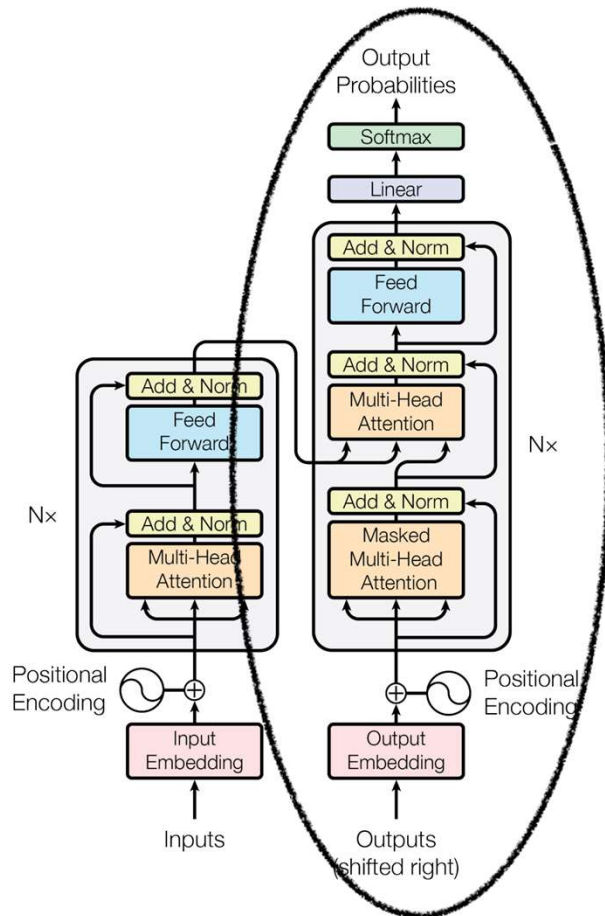 Output
Probabilities
Softmax
Linear
Add & Norm
Feed
Forward
Add & Norm
Multi-Head
Attention
Add & Norm
Masked
Multi-Head
Attention
Nx
Positional
Encoding
Output
Embedding
Outputs
(shifted right)
Add & Norm
Feed
Forward
Add & Norm
Multi-Head
Attention
Nx
Positional
Encoding
Input
Embedding
Inputs